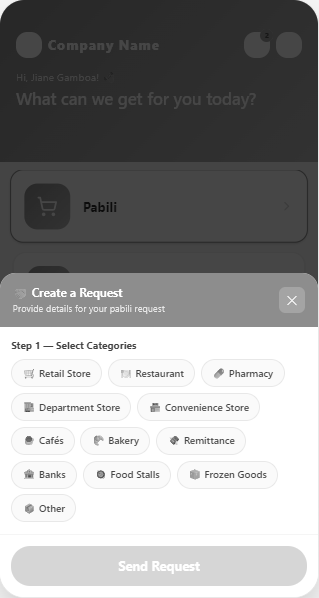 Company Name
2
Hi, Jiane Gamboa!
What can we get for you today?
Pabili
Create a Request
Provide details for your pabili request
Step 1 — Select Categories
Retail Store
Restaurant
Pharmacy
Department Store
Convenience Store
Cafés
Bakery
Remittance
Banks
Food Stalls
Frozen Goods
Other
Send Request